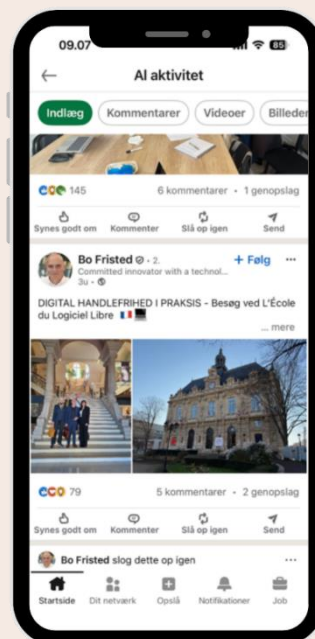 09.07
85
Al aktivitet
Indlæg Kommentarer Videoer Billeder
145 6 kommentarer • 1 genopslag
Synes godt om Kommenter Slå op igen Send
Bo Fristed • 2.
+ Følg
Committed innovator with a technol...
3u •
DIGITAL HANDLEFRIHED I PRAKSIS - Besøg ved L'École
du Logiciel Libre
... mere
79 5 kommentarer • 2 genopslag
Synes godt om Kommenter Slå op igen Send
Bo Fristed slog dette op igen
Startside Dit netværk Opslå Notifikationer Job